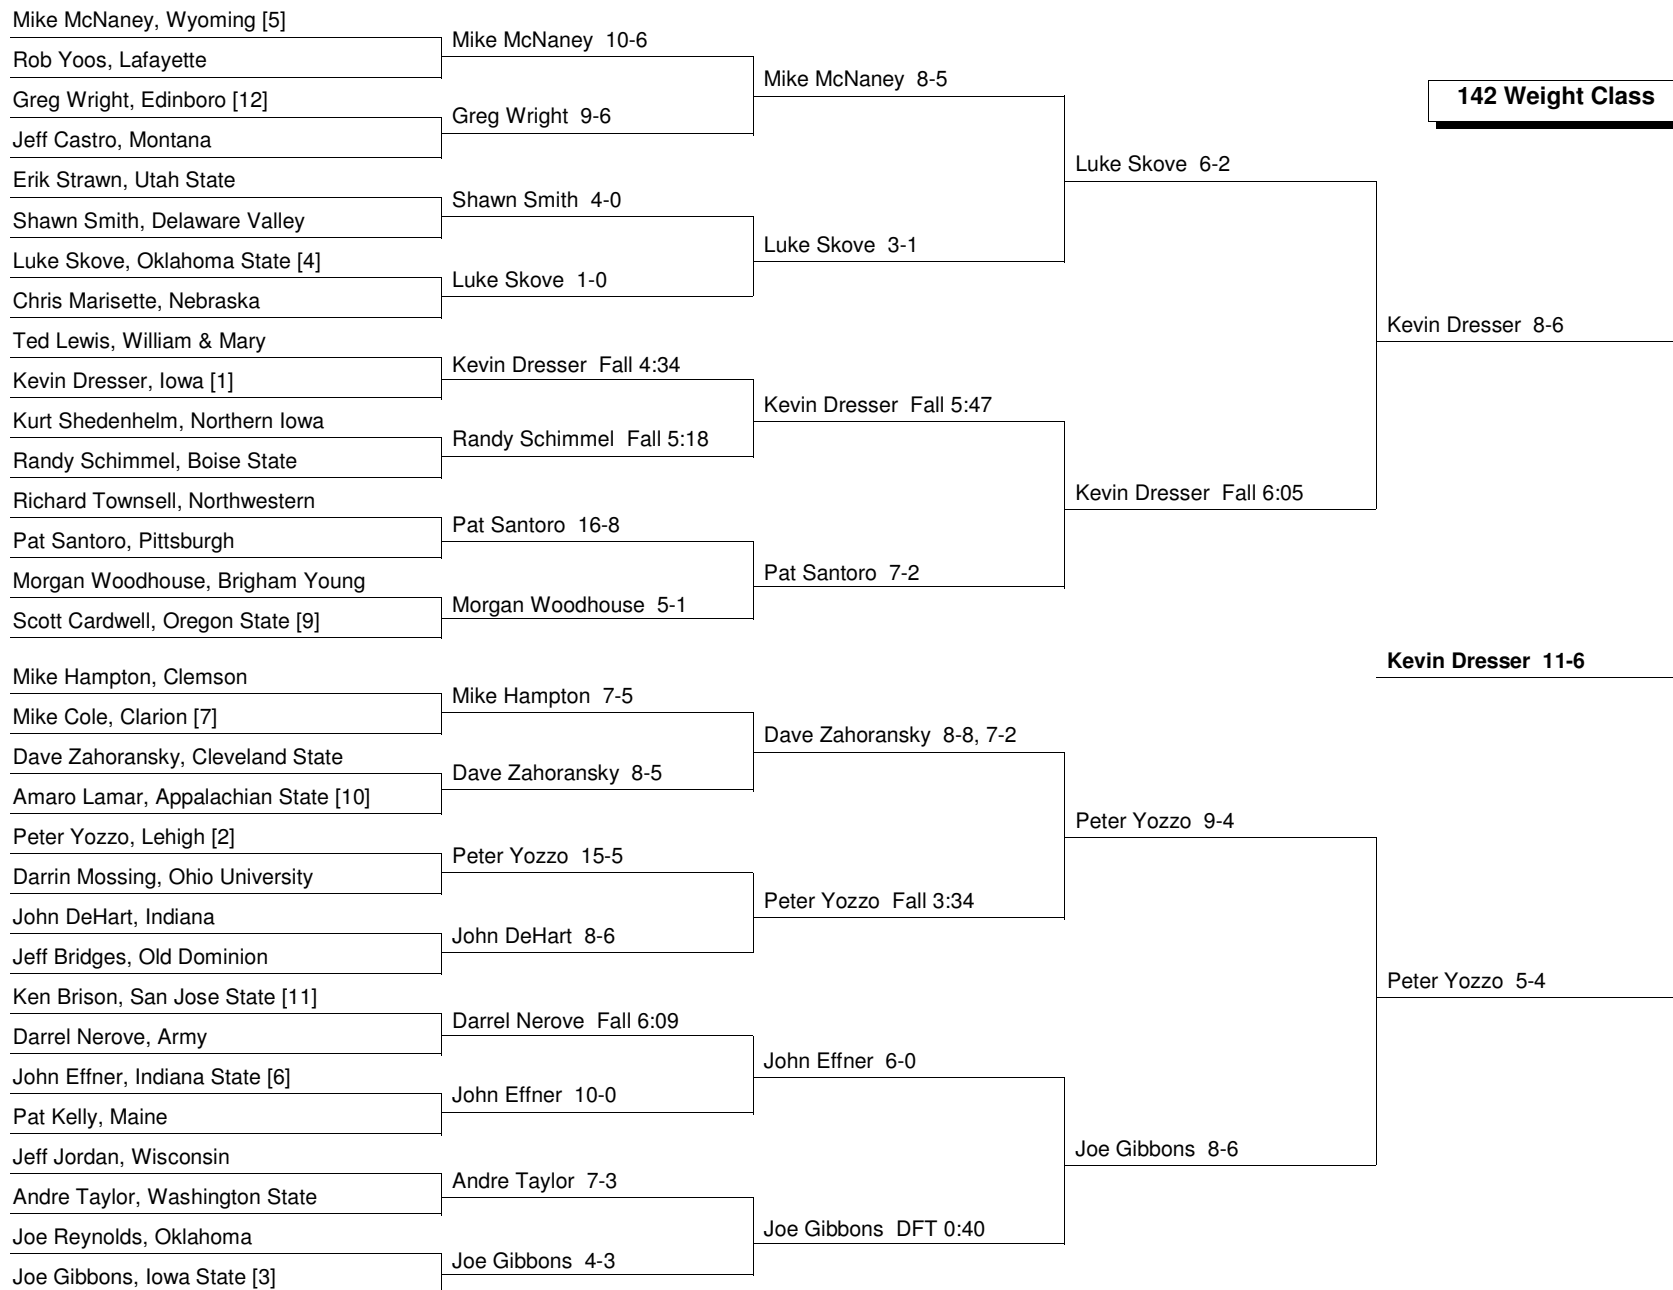 142 Weight Class
Mike McNaney, Wyoming [5]
Rob Yoos, Lafayette
Greg Wright, Edinboro [12]
Jeff Castro, Montana
Erik Strawn, Utah State
Shawn Smith, Delaware Valley
Luke Skove, Oklahoma State [4]
Chris Marisette, Nebraska
Ted Lewis, William & Mary
Kevin Dresser, Iowa [1]
Kurt Shedenhelm, Northern Iowa
Randy Schimmel, Boise State
Richard Townsell, Northwestern
Pat Santoro, Pittsburgh
Morgan Woodhouse, Brigham Young
Scott Cardwell, Oregon State [9]
Mike Hampton, Clemson
Mike Cole, Clarion [7]
Dave Zahoransky, Cleveland State
Amaro Lamar, Appalachian State [10]
Peter Yozzo, Lehigh [2]
Darrin Mossing, Ohio University
John DeHart, Indiana
Jeff Bridges, Old Dominion
Ken Brison, San Jose State [11]
Darrel Nerove, Army
John Effner, Indiana State [6]
Pat Kelly, Maine
Jeff Jordan, Wisconsin
Andre Taylor, Washington State
Joe Reynolds, Oklahoma
Joe Gibbons, Iowa State [3]
Mike McNaney 10-6
Greg Wright 9-6
Shawn Smith 4-0
Luke Skove 1-0
Kevin Dresser Fall 4:34
Randy Schimmel Fall 5:18
Pat Santoro 16-8
Morgan Woodhouse 5-1
Mike Hampton 7-5
Dave Zahoransky 8-5
Peter Yozzo 15-5
John DeHart 8-6
Darrel Nerove Fall 6:09
John Effner 10-0
Andre Taylor 7-3
Joe Gibbons 4-3
Mike McNaney 8-5
Luke Skove 3-1
Kevin Dresser Fall 5:47
Pat Santoro 7-2
Dave Zahoransky 8-8, 7-2
Peter Yozzo Fall 3:34
John Effner 6-0
Joe Gibbons DFT 0:40
Luke Skove 6-2
Kevin Dresser Fall 6:05
Peter Yozzo 9-4
Joe Gibbons 8-6
Kevin Dresser 8-6
Peter Yozzo 5-4
Kevin Dresser 11-6